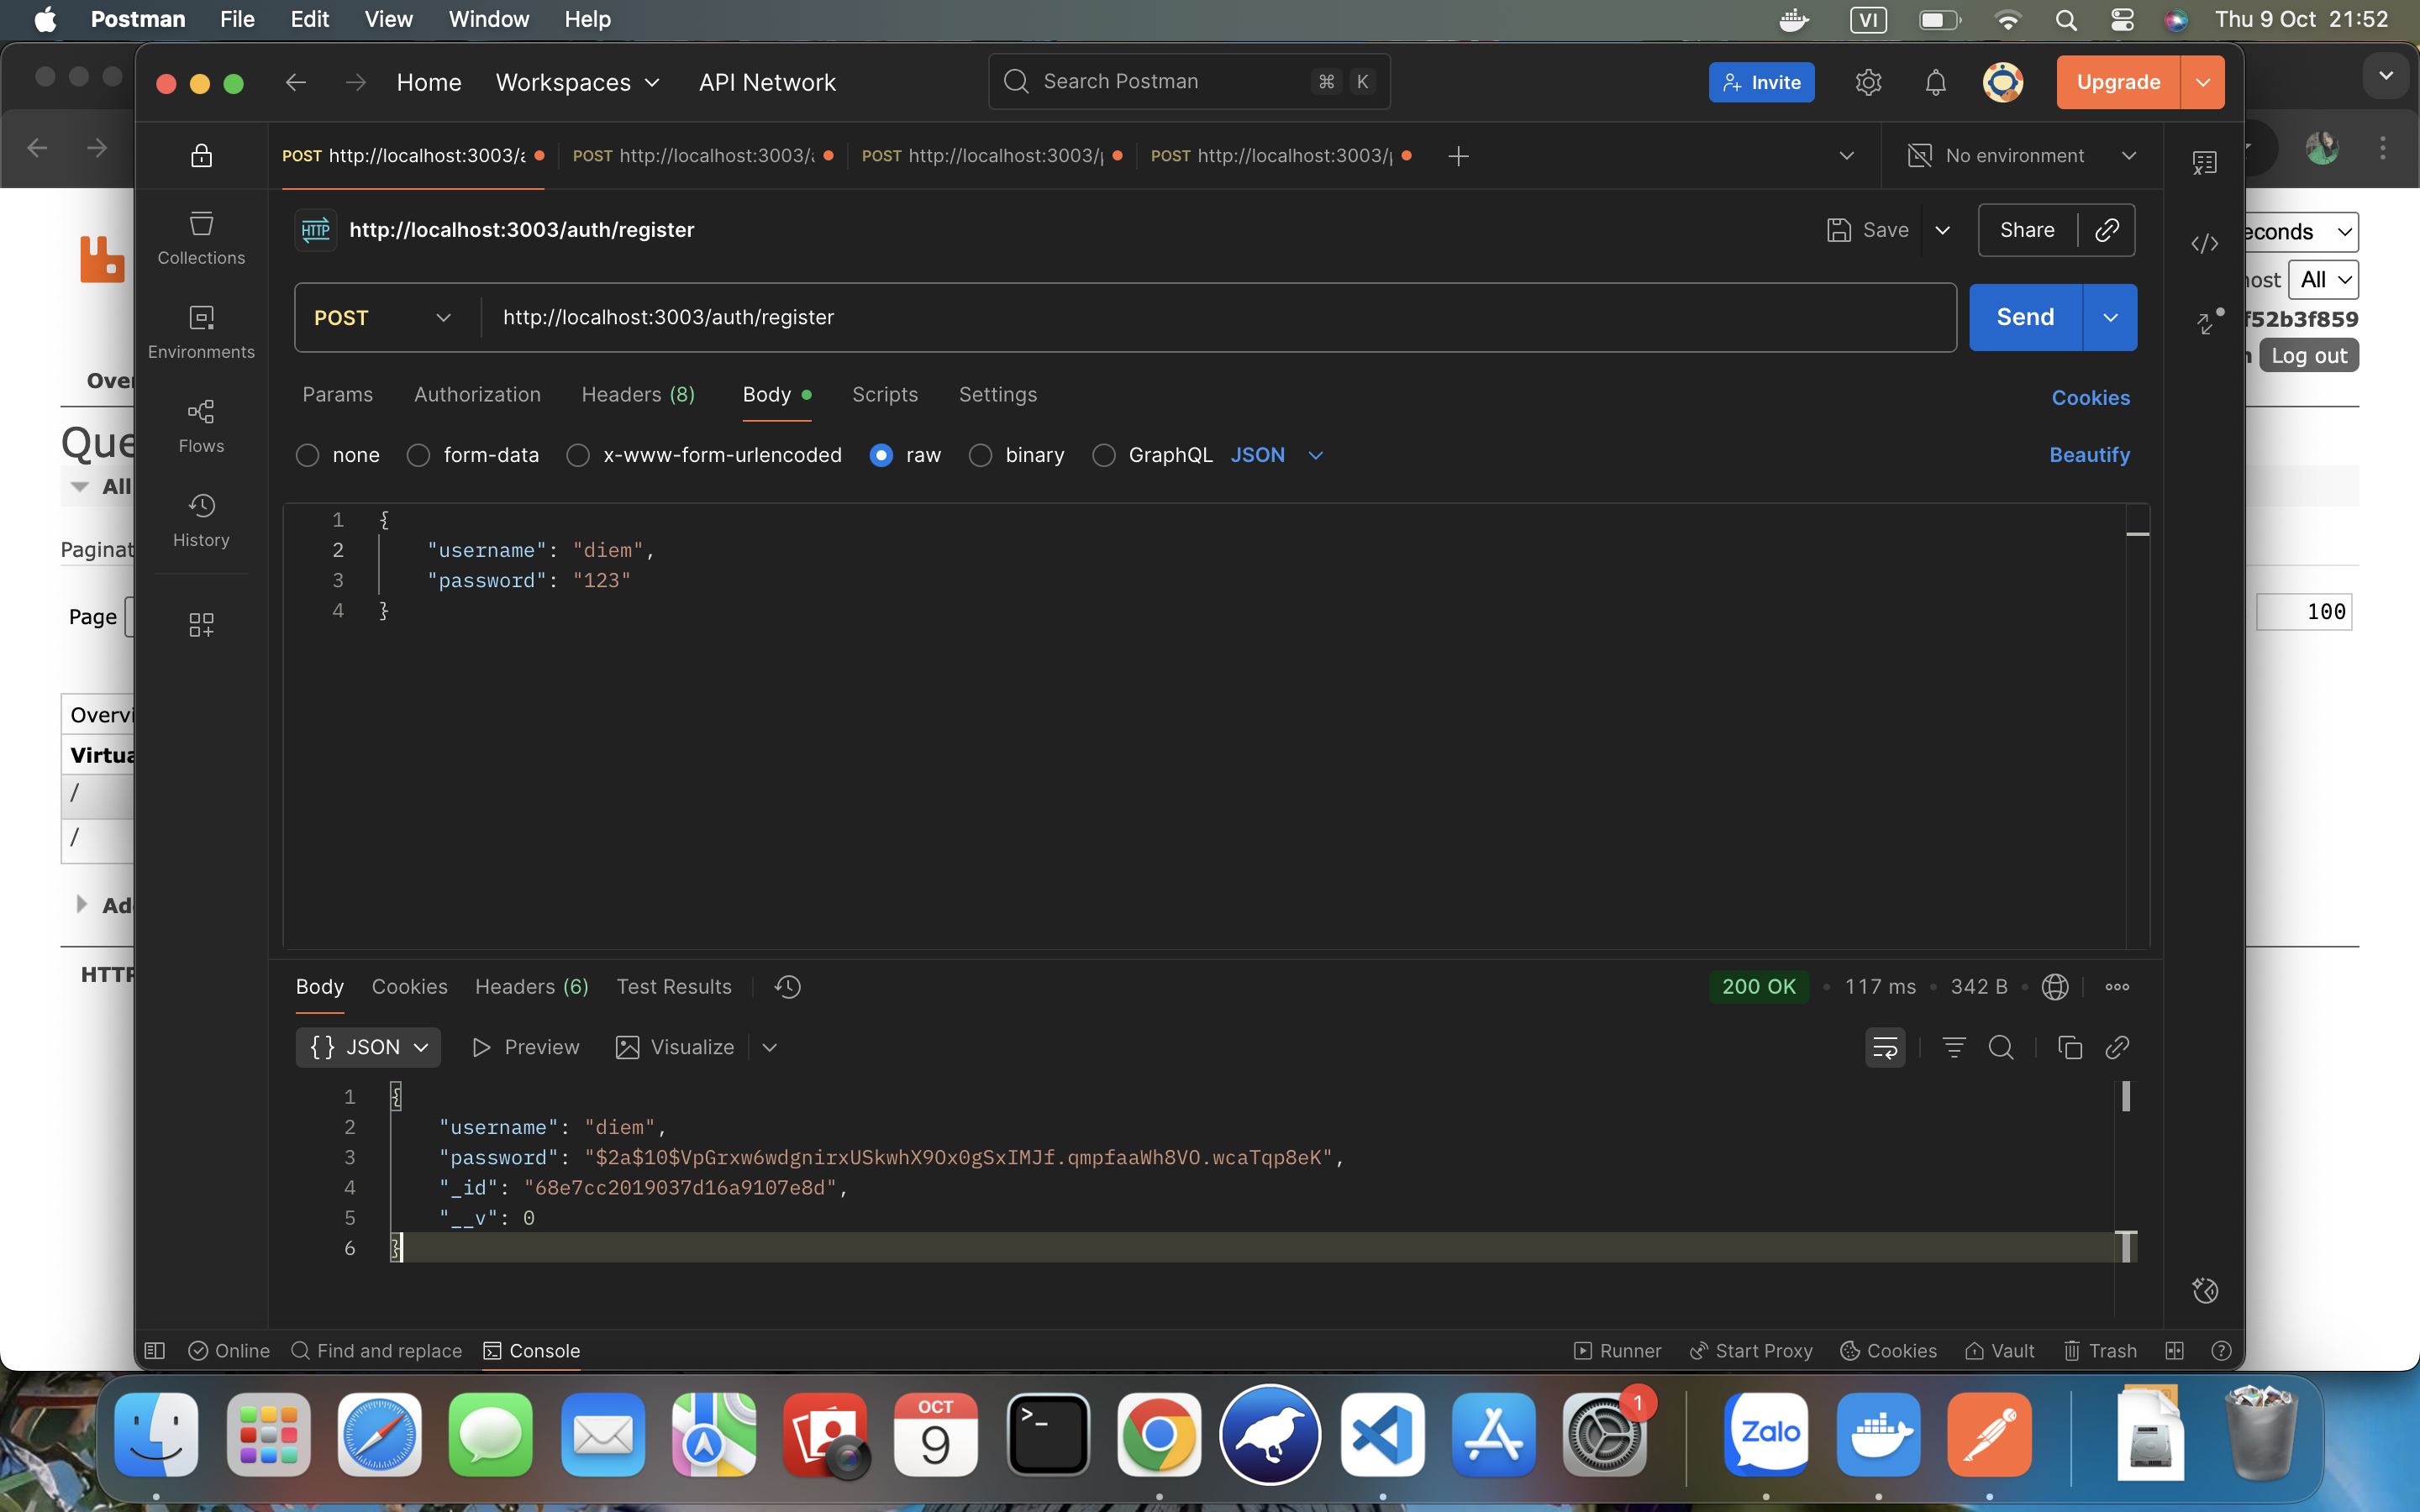 Postman File Edit View Window Help VI Thu 9 Oct 21:52
Home Workspaces API Network Search Postman ⌘ K Invite Upgrade
POST http://localhost:3003/a POST http://localhost:3003/a POST http://localhost:3003/p POST http://localhost:3003/p No environment
HTTP http://localhost:3003/auth/register Save Share
POST http://localhost:3003/auth/register Send
Params Authorization Headers (8) Body Scripts Settings Cookies
none form-data x-www-form-urlencoded raw binary GraphQL JSON Beautify
1 {
2 "username": "diem",
3 "password": "123"
4 }
Collections
Environments
Flows
History
Body Cookies Headers (6) Test Results 200 OK 117 ms 342 B
{} JSON Preview Visualize
1 {
2 "username": "diem",
3 "password": "$2a$10$VpGrxw6wdgnirxUSkwhX9Ox0gSxIMJf.qmpfaaWh8VO.wcaTqp8eK",
4 "_id": "68e7cc2019037d16a9107e8d",
5 "__v": 0
6 }
Online Find and replace Console Runner Start Proxy Cookies Vault Trash
Over
Que
All
Paginat
Page
Overvi
Virtua
/
/
Ad
HTTP
econds
ost All
f52b3f859
Log out
100
OCT
9
1
Zalo